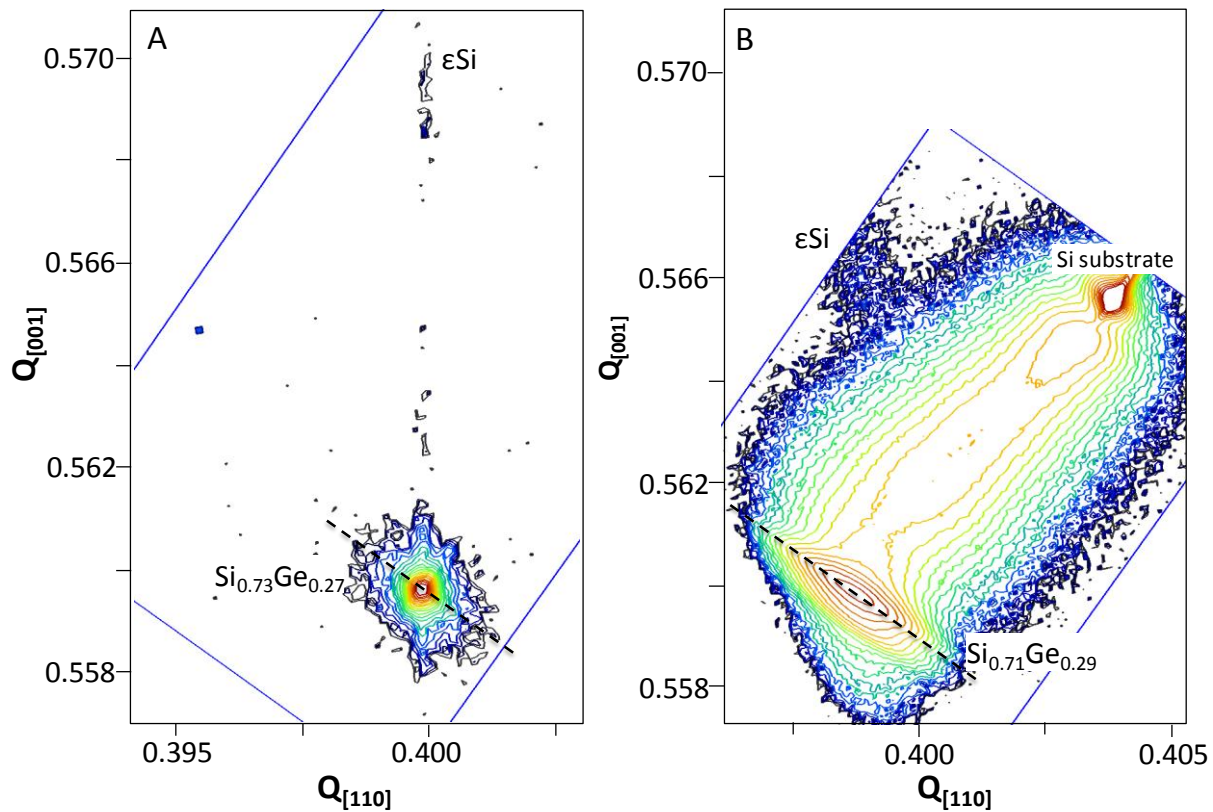 A
εSi
0.570
0.566
0.562
0.558
Q[001]
Si0.73Ge0.27
0.395
0.400
Q[110]
B
εSi
Si substrate
0.570
0.566
0.562
0.558
Q[001]
Si0.71Ge0.29
0.400
0.405
Q[110]